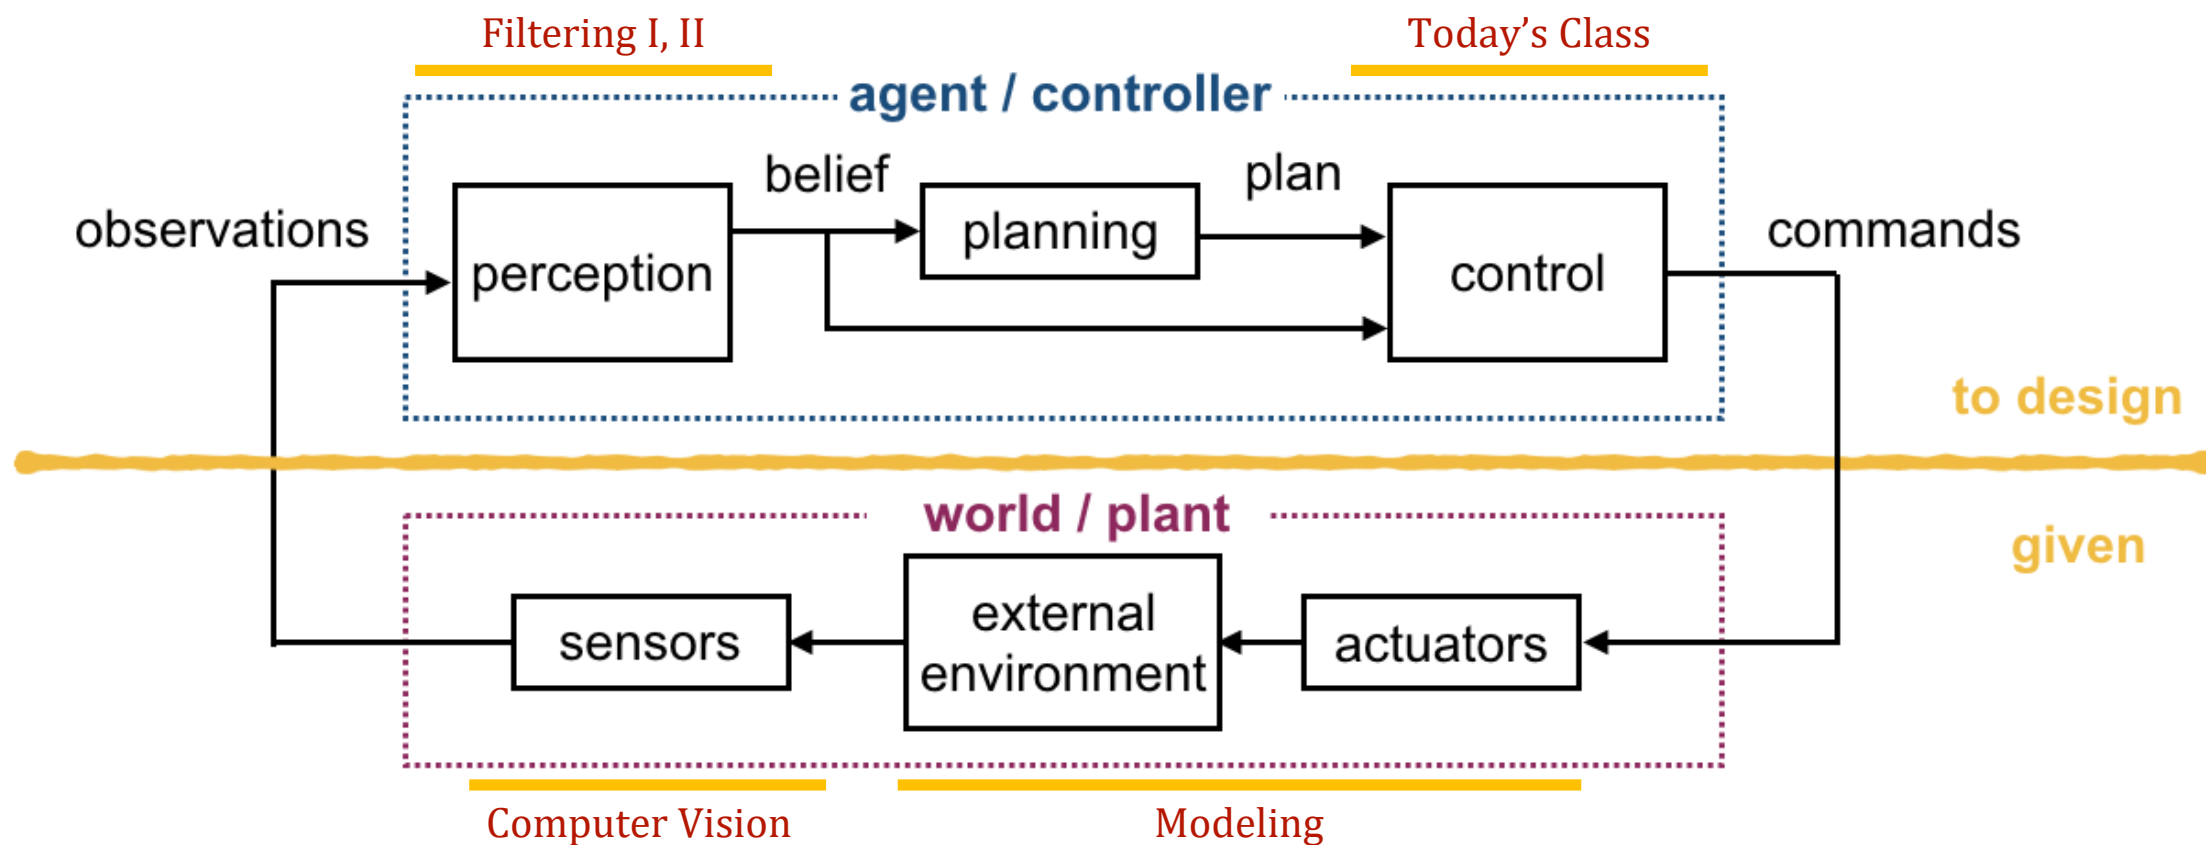 Filtering I, II
Today’s Class
agent / controller
belief
plan
observations
perception
planning
control
commands
to design
world / plant
given
sensors
external
environment
actuators
Computer Vision
Modeling